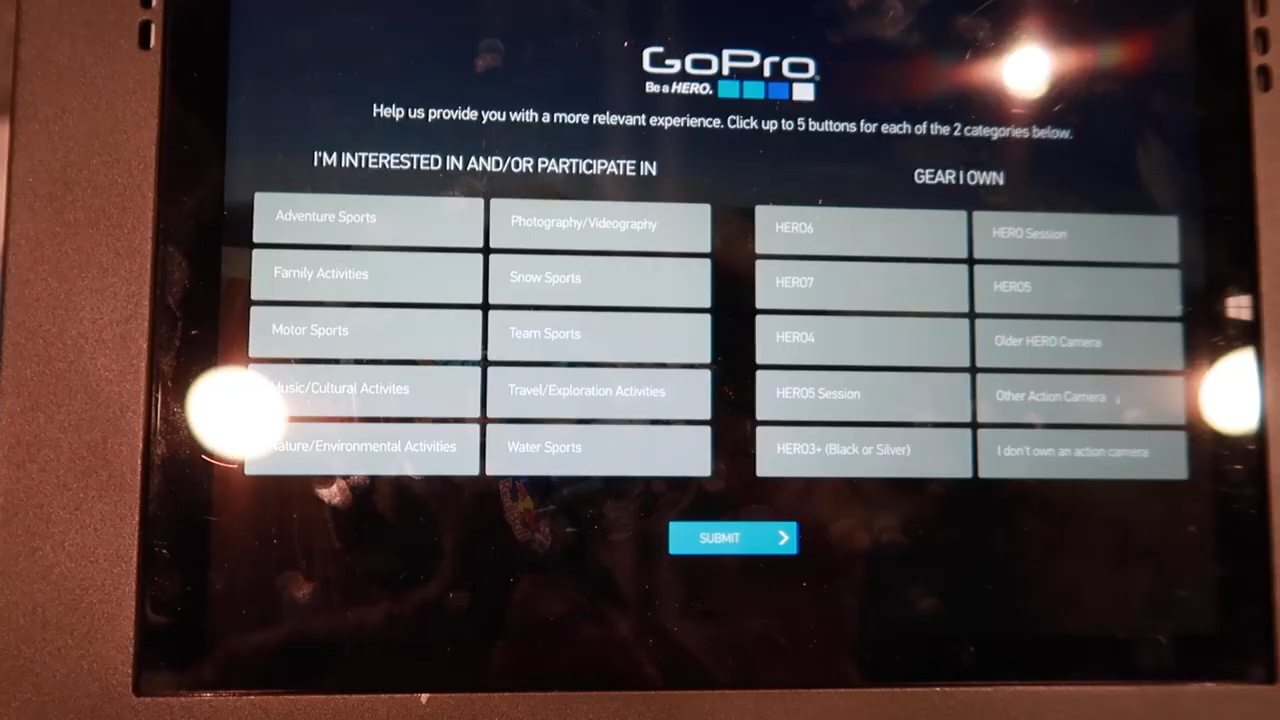 GoPro
Be a HERO.
Help us provide you with a more relevant experience. Click up to 5 buttons for each of the 2 categories below.
I'M INTERESTED IN AND/OR PARTICIPATE IN
Adventure Sports
Photography/Videography
Family Activities
Snow Sports
Motor Sports
Team Sports
usic/Cultural Activites
Travel/Exploration Activities
ature/Environmental Activities
Water Sports
GEAR I OWN
HERO6
HERO Session
HERO7
HERO5
HERO4
Older HERO Camera
HERO5 Session
Other Action Camera
HERO3+ (Black or Silver)
I don't own an action camera
SUBMIT